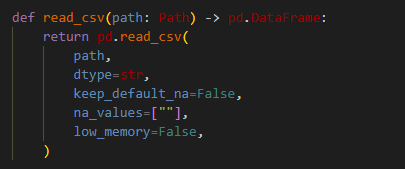 def read_csv(path: Path) -> pd.DataFrame:
    return pd.read_csv(
        path,
        dtype=str,
        keep_default_na=False,
        na_values=[""],
        low_memory=False,
    )